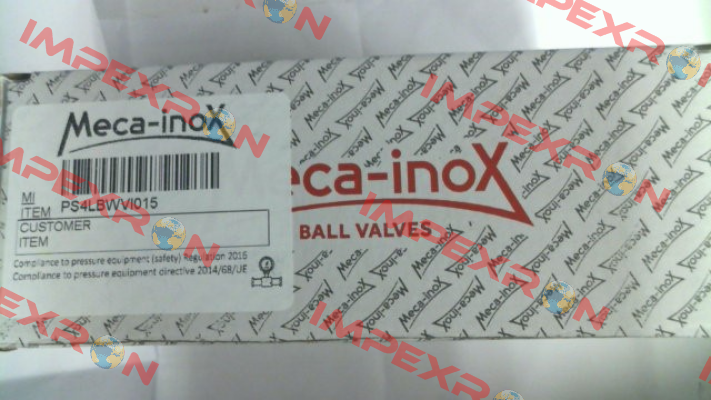 Meca-inoX
MI
ITEM PS4LBWVI015
CUSTOMER
ITEM
Compliance to pressure equipment (safety) Regulation 2016
Compliance to pressure equipment directive 2014/68/UE
eca-inoX
BALL VALVES
IMPEXRON